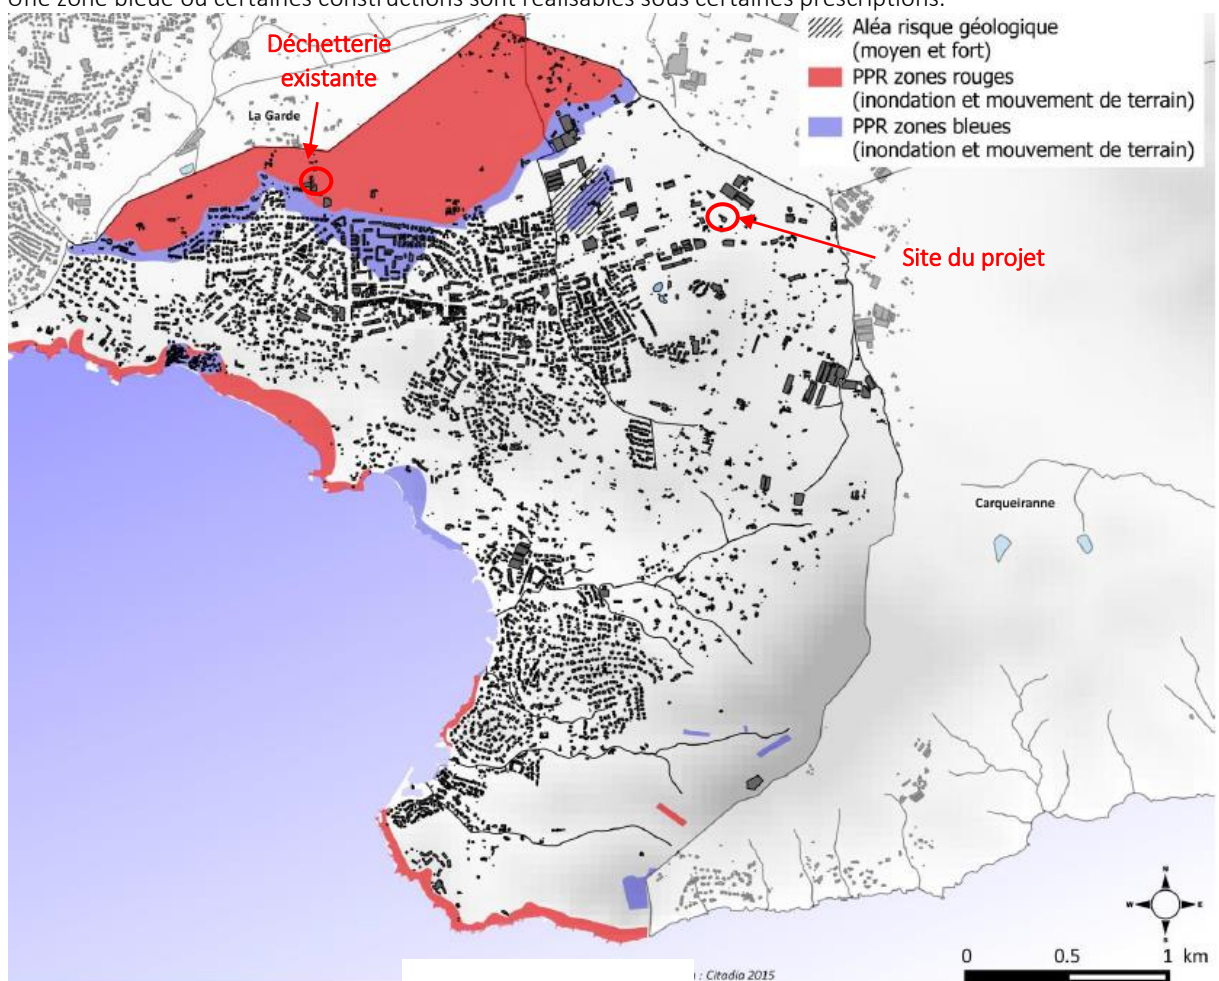 Une zone bleue où certaines constructions sont réalisables sous certaines prescriptions.
Aléa risque géologique
(moyen et fort)
PPR zones rouges
(inondation et mouvement de terrain)
PPR zones bleues
(inondation et mouvement de terrain)
Déchetterie
existante
La Garde
Site du projet
Carqueiranne
N
W E
S
0 0.5 1 km
: Citadia 2015